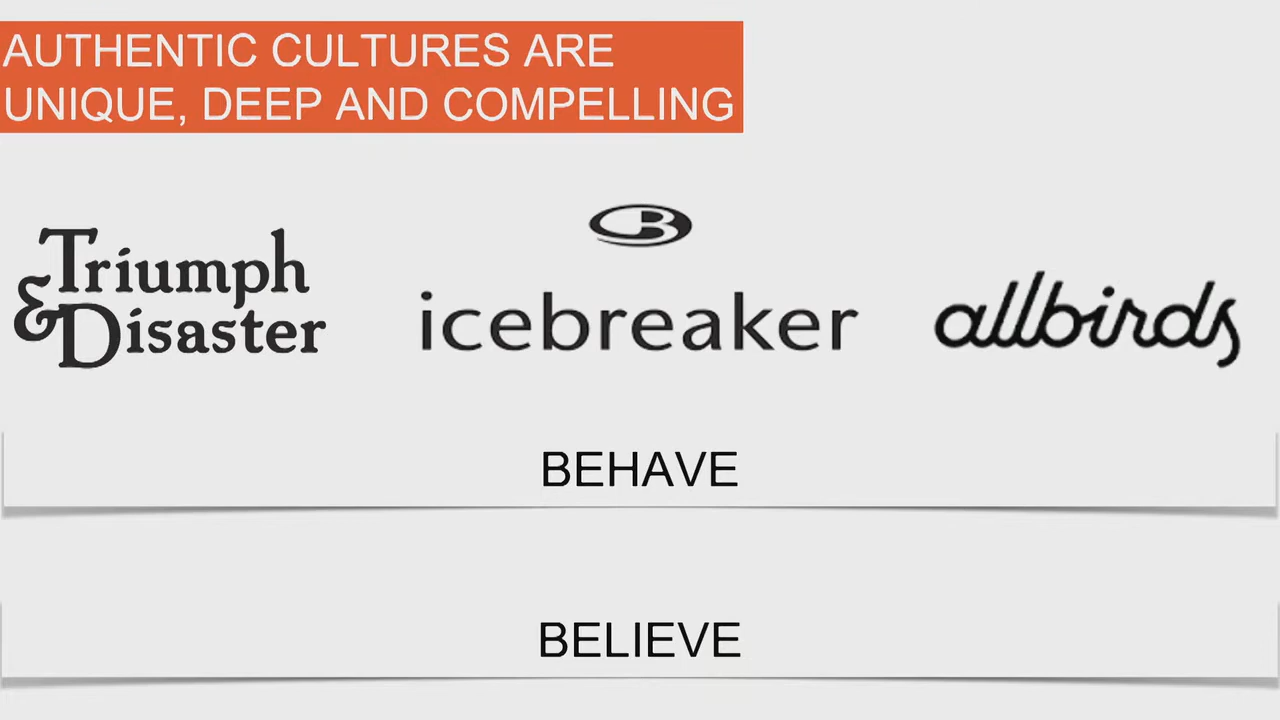 AUTHENTIC CULTURES ARE
UNIQUE, DEEP AND COMPELLING
Triumph
& Disaster
icebreaker
allbirds
BEHAVE
BELIEVE